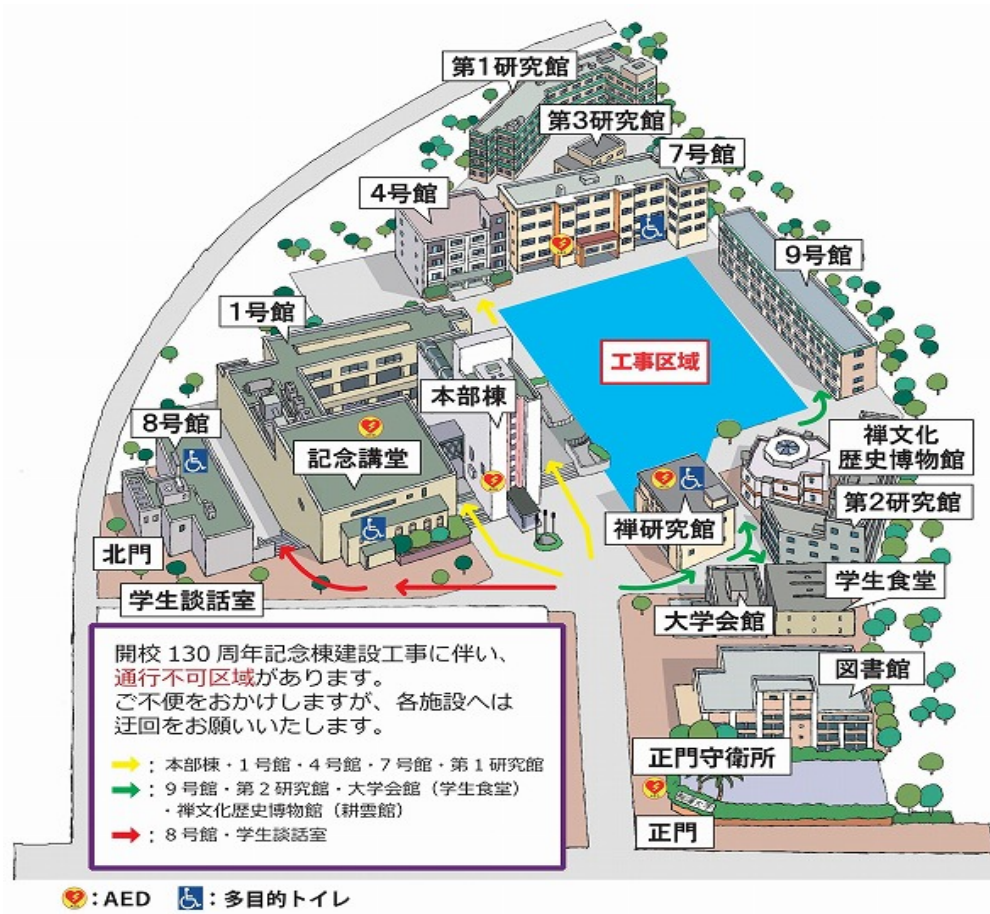 第1研究館
第3研究館
7号館
4号館
9号館
1号館
工事区域
本部棟
8号館
記念講堂
禅文化
歴史博物館
第2研究館
禅研究館
北門
学生談話室
学生食堂
大学会館
図書館
正門守衛所
正門
開校130周年記念棟建設工事に伴い、
通行不可区域があります。
ご不便をおかけしますが、各施設へは
迂回をお願いいたします。
→：本部棟・1号館・4号館・7号館・第1研究館
→：9号館・第2研究館・大学会館（学生食堂）
・禅文化歴史博物館（耕雲館）
→：8号館・学生談話室
：AED ：多目的トイレ